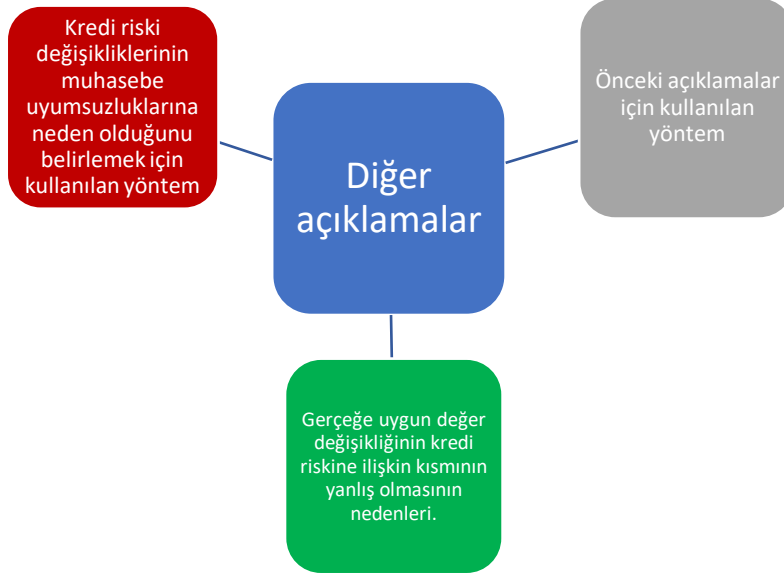 Kredi riski
değişikliklerinin
muhasebe
uyumsuzluklarına
neden olduğunu
belirlemek için
kullanılan yöntem
Diğer
açıklamalar
Önceki açıklamalar
için kullanılan
yöntem
Gerçeğe uygun değer
değişikliğinin kredi
riskine ilişkin kısmının
yanlış olmasının
nedenleri.